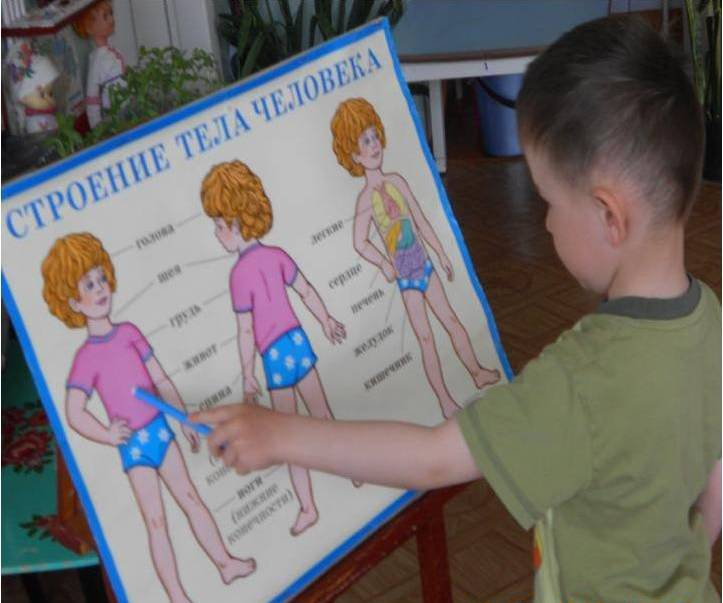 СТРОЕНИЕ ТЕЛА ЧЕЛОВЕКА
голова
шея
грудь
живот
спина
ноги
(нижние
конечности)
легкие
сердце
печень
желудок
кишечник